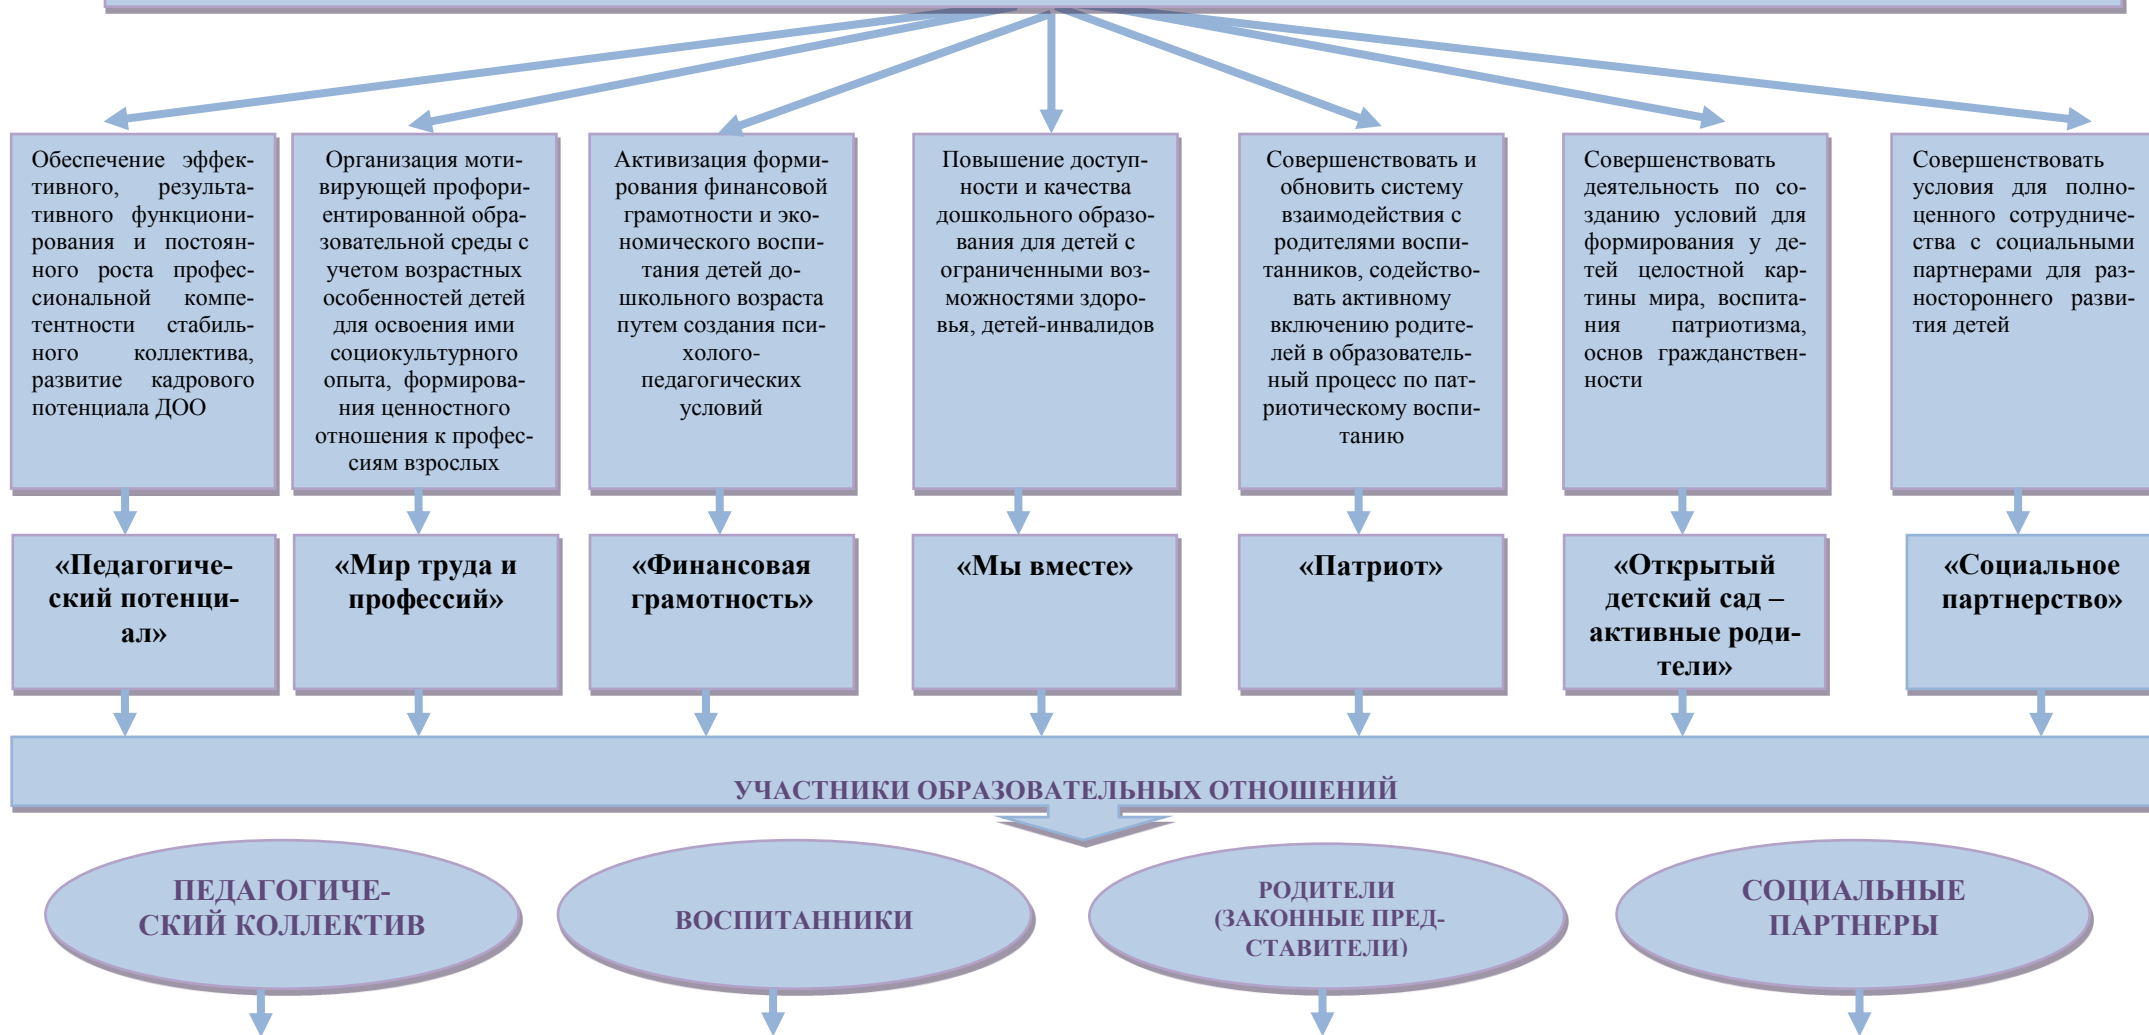 Обеспечение эффек-
тивного, результа-
тивного функциони-
рования и постоян-
ного роста профес-
сиональной компе-
тентности стабиль-
ного коллектива,
развитие кадрового
потенциала ДОО
Организация моти-
вирующей профори-
ентированной обра-
зовательной среды с
учетом возрастных
особенностей детей
для освоения ими
социокультурного
опыта, формирова-
ния ценностного
отношения к профес-
сиям взрослых
Активизация форми-
рования финансовой
грамотности и эко-
номического воспи-
тания детей до-
школьного возраста
путем создания пси-
холого-
педагогических
условий
Повышение доступ-
ности и качества
дошкольного образо-
вания для детей с
ограниченными воз-
можностями здоро-
вья, детей-инвалидов
Совершенствовать и
обновить систему
взаимодействия с
родителями воспи-
танников, содейство-
вать активному
включению родите-
лей в образователь-
ный процесс по пат-
риотическому воспи-
танию
Совершенствовать
деятельность по со-
зданию условий для
формирования у де-
тей целостной кар-
тины мира, воспита-
ния патриотизма,
основ гражданствен-
ности
Совершенствовать
условия для полно-
ценного сотрудниче-
ства с социальными
партнерами для раз-
ностороннего разви-
тия детей
«Педагогиче-
ский потенци-
ал»
«Мир труда и
профессий»
«Финансовая
грамотность»
«Мы вместе»
«Патриот»
«Открытый
детский сад –
активные роди-
тели»
«Социальное
партнерство»
УЧАСТНИКИ ОБРАЗОВАТЕЛЬНЫХ ОТНОШЕНИЙ
ПЕДАГОГИЧЕ-
СКИЙ КОЛЛЕКТИВ
ВОСПИТАННИКИ
РОДИТЕЛИ
(ЗАКОННЫЕ ПРЕД-
СТАВИТЕЛИ)
СОЦИАЛЬНЫЕ
ПАРТНЕРЫ